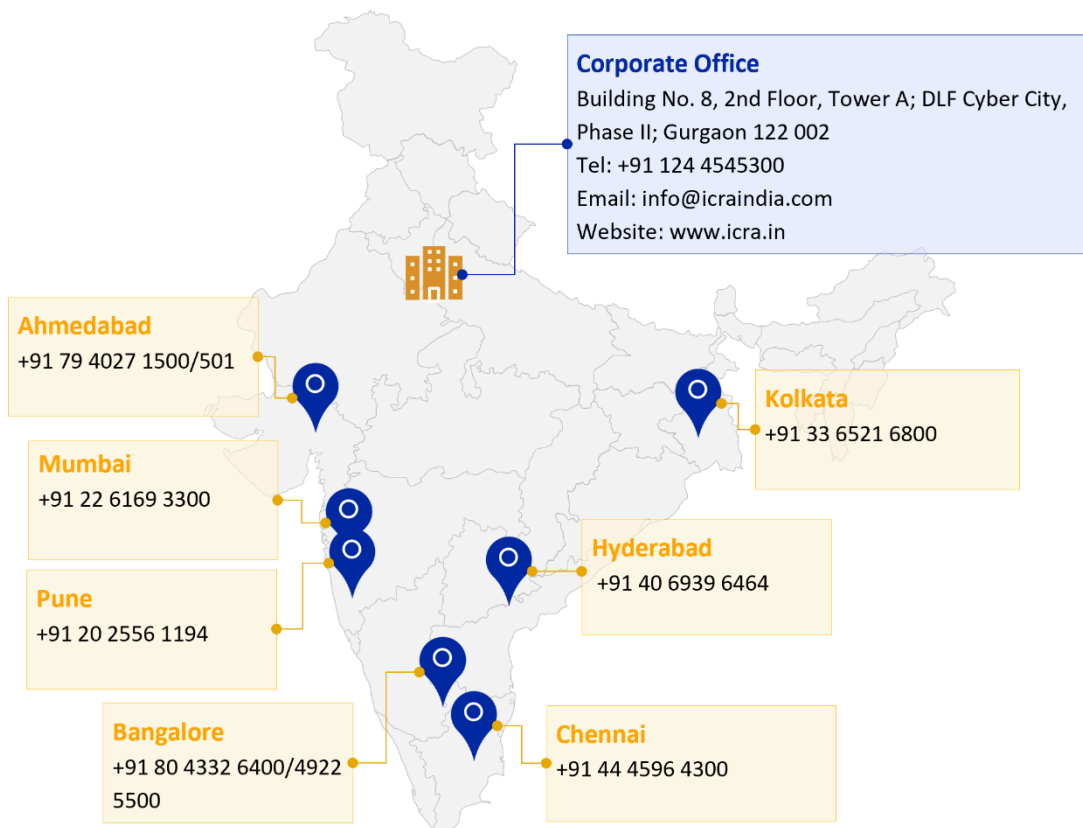 Corporate Office
Building No. 8, 2nd Floor, Tower A; DLF Cyber City,
Phase II; Gurgaon 122 002
Tel: +91 124 4545300
Email: info@icraindia.com
Website: www.icra.in
Ahmedabad
+91 79 4027 1500/501
Kolkata
+91 33 6521 6800
Mumbai
+91 22 6169 3300
Hyderabad
+91 40 6939 6464
Pune
+91 20 2556 1194
Bangalore
+91 80 4332 6400/4922
5500
Chennai
+91 44 4596 4300